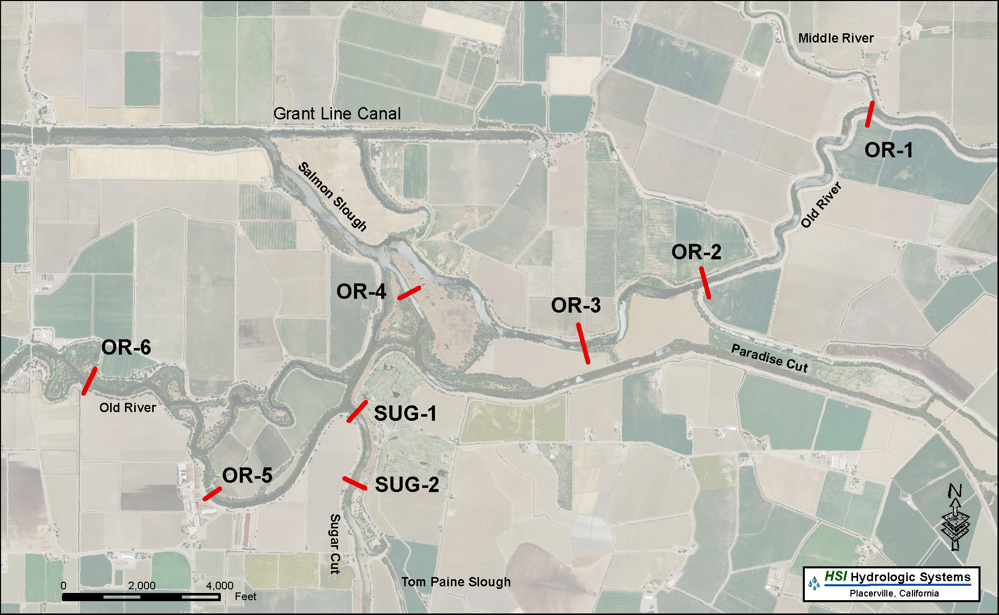 Middle River
Grant Line Canal
OR-1
Salmon Slough
Old River
OR-2
OR-4
OR-3
OR-6
Paradise Cut
Old River
SUG-1
OR-5
SUG-2
N
Sugar Cut
Tom Paine Slough
0 2,000 4,000
Feet
HSI Hydrologic Systems
Placerville, California